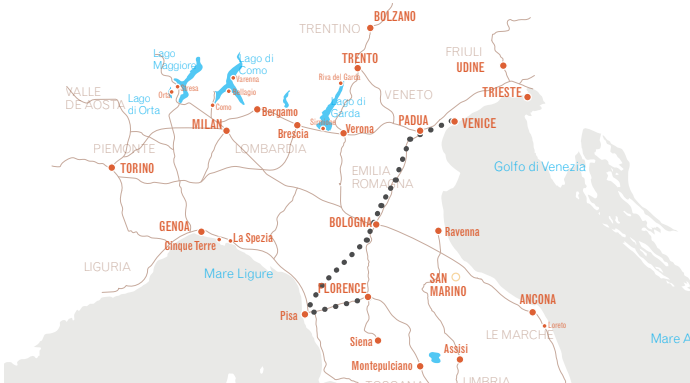 BOLZANO
TRENTINO
FRIULI
Lago
Maggiore
Lago di
Como
TRENTO
UDINE
Varenna
Riva del Garda
VALLE
DE AOSTA
Stresa
Orta
Bellagio
VENETO
TRIESTE
Lago
di Orta
Como
Lago di
Garda
Bergamo
MILAN
Brescia
Verona
PADUA
VENICE
PIEMONTE
LOMBARDIA
TORINO
EMILIA
ROMAGNA
Golfo di Venezia
GENOA
BOLOGNA
Ravenna
Cinque Terre
La Spezia
LIGURIA
Mare Ligure
SAN
MARINO
FLORENCE
ANCONA
Pisa
Loreto
LE MARCHE
Mare A
Siena
Assisi
Montepulciano
TOSCANA
UMBRIA